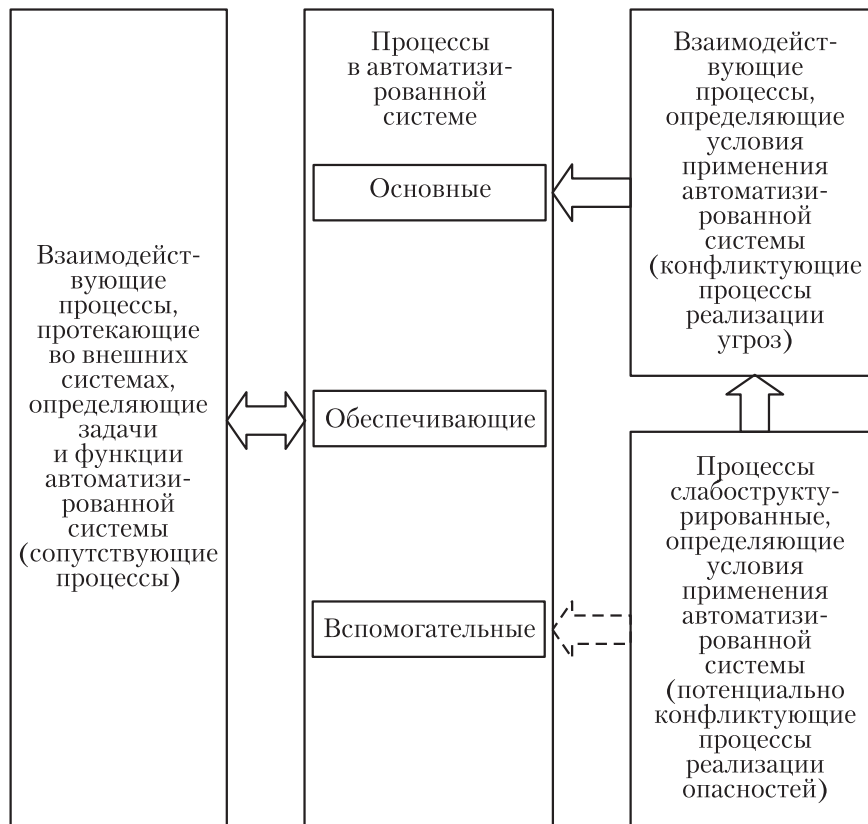 Взаимодейст-
вующие
процессы,
протекающие
во внешних
системах,
определяющие
задачи
и функции
автоматизи-
рованной
системы
(сопутствующие
процессы)
Процессы
в автоматизи-
рованной
системе
Основные
Обеспечивающие
Вспомогательные
Взаимодейст-
вующие
процессы,
определяющие
условия
применения
автоматизи-
рованной
системы
(конфликтующие
процессы
реализации
угроз)
Процессы
слабострукту-
рированные,
определяющие
условия
применения
автоматизи-
рованной
системы
(потенциально
конфликтующие
процессы
реализации
опасностей)